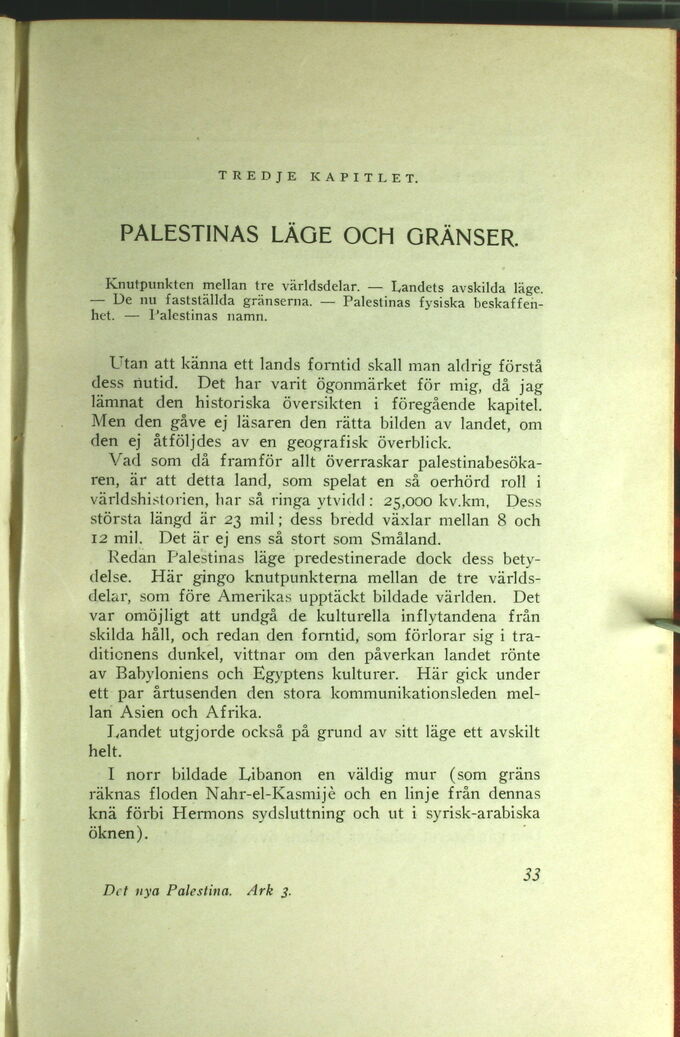 TREDJE KAPITLET.
PALESTINAS LÄGE OCH GRÄNSER.
Knutpunkten mellan tre världsdelar. — Landets avskilda läge.
— De nu fastställda gränserna. — Palestinas fysiska beskaffen-
het. — Palestinas namn.
Utan att känna ett lands forntid skall man aldrig förstå
dess nutid. Det har varit ögonmärket för mig, då jag
lämnat den historiska översikten i föregående kapitel.
Men den gåve ej läsaren den rätta bilden av landet, om
den ej åtföljdes av en geografisk överblick.
Vad som då framför allt överraskar palestinabesöka-
ren, är att detta land, som spelat en så oerhörd roll i
världshistorien, har så ringa ytvidd: 25,000 kv.km, Dess
största längd är 23 mil; dess bredd växlar mellan 8 och
12 mil. Det är ej ens så stort som Småland.
Redan Palestinas läge predestinerade dock dess bety-
delse. Här gingo knutpunkterna mellan de tre världs-
delar, som före Amerikas upptäckt bildade världen. Det
var omöjligt att undgå de kulturella inflytandena från
skilda håll, och redan den forntid, som förlorar sig i tra-
ditionens dunkel, vittnar om den påverkan landet rönte
av Babyloniens och Egyptens kulturer. Här gick under
ett par årtusenden den stora kommunikationsleden mel-
lan Asien och Afrika.
Landet utgjorde också på grund av sitt läge ett avskilt
helt.
I norr bildade Libanon en väldig mur (som gräns
räknas floden Nahr-el-Kasmijè och en linje från dennas
knä förbi Hermons sydsluttning och ut i syrisk-arabiska
öknen).
33
Det nya Palestina. Ark 3.